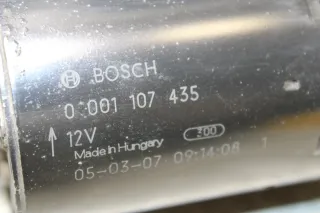 BOSCH
0 001 107 435
12V
Made in Hungary 300
05-03-07 09:14:08 1